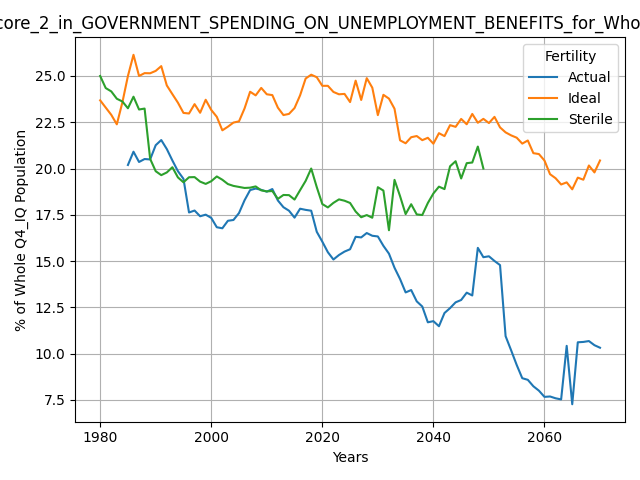 core_2_in_GOVERNMENT_SPENDING_ON_UNEMPLOYMENT_BENEFITS_for_Who
Fertility
Actual
Ideal
Sterile
% of Whole Q4_IQ Population
25.0
22.5
20.0
17.5
15.0
12.5
10.0
7.5
1980
2000
2020
2040
2060
Years